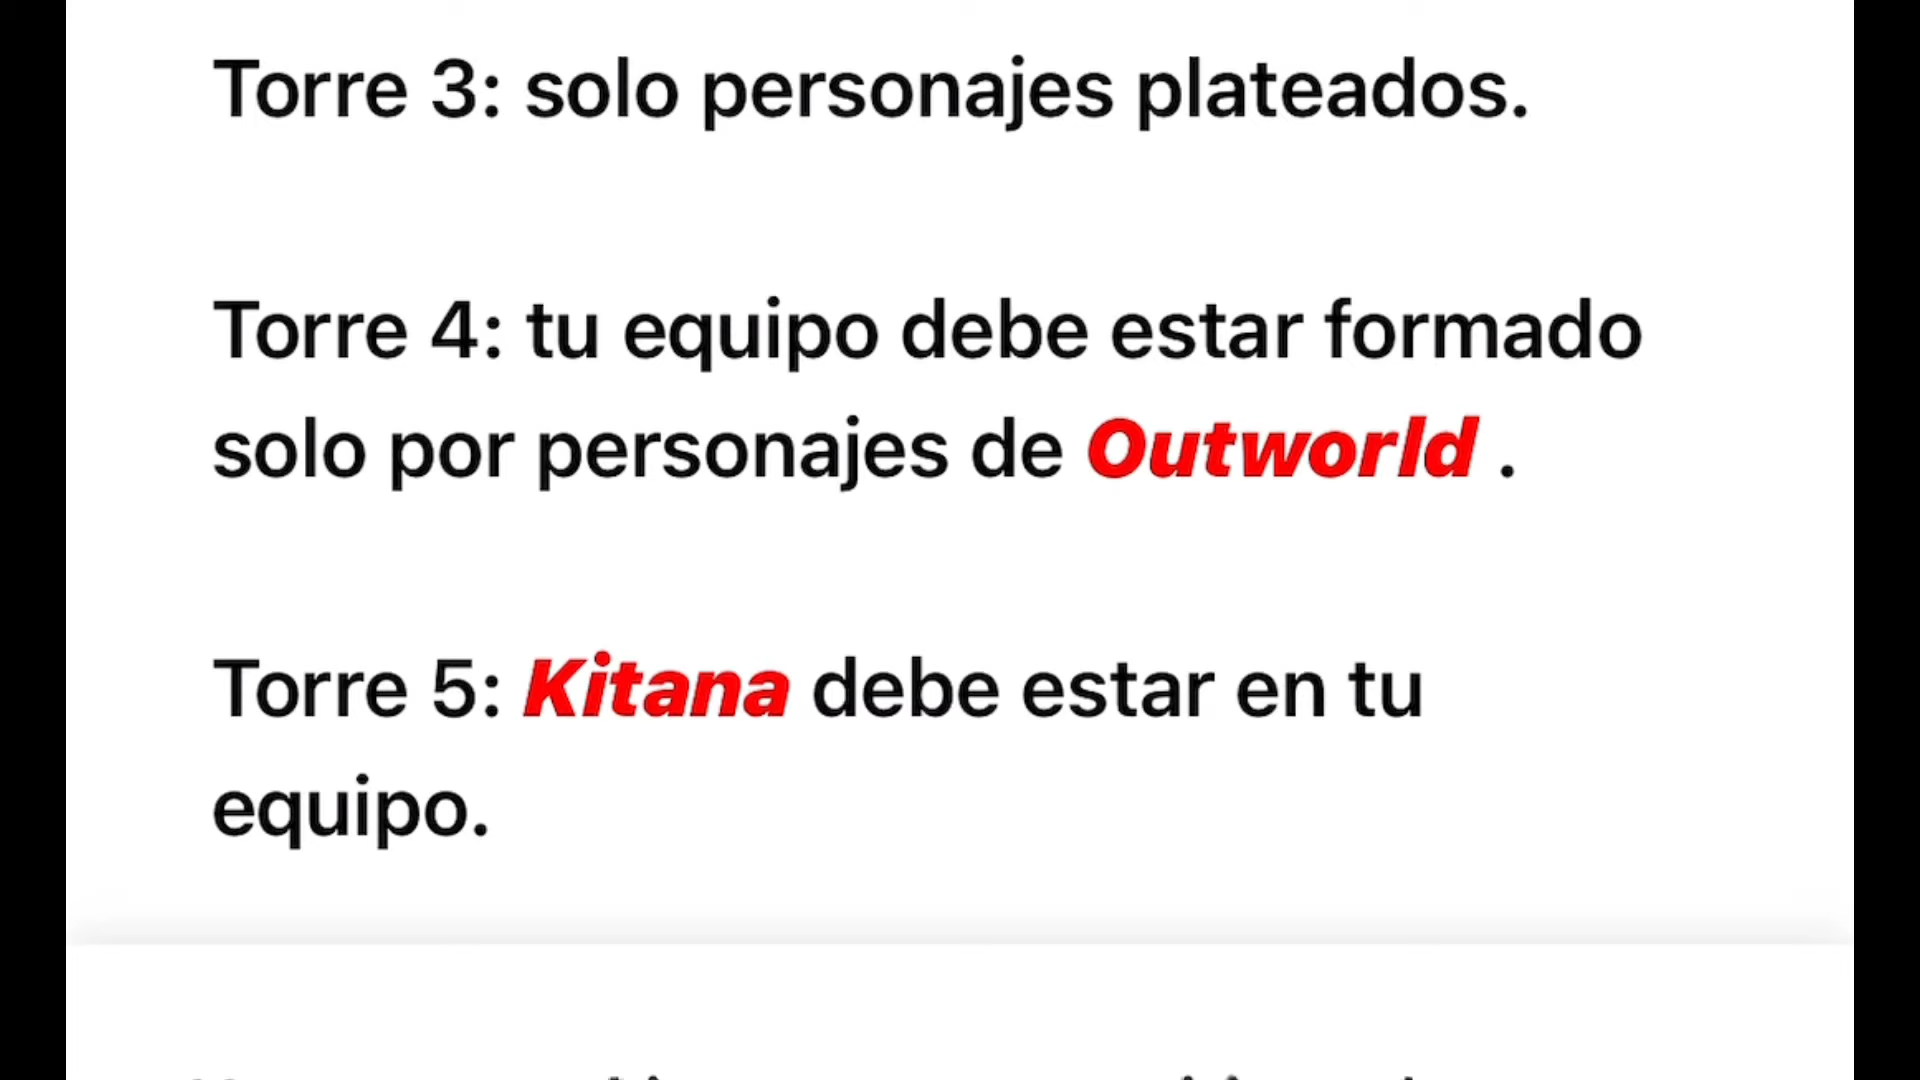 Torre 3: solo personajes plateados.
Torre 4: tu equipo debe estar formado
solo por personajes de Outworld .
Torre 5: Kitana debe estar en tu
equipo.